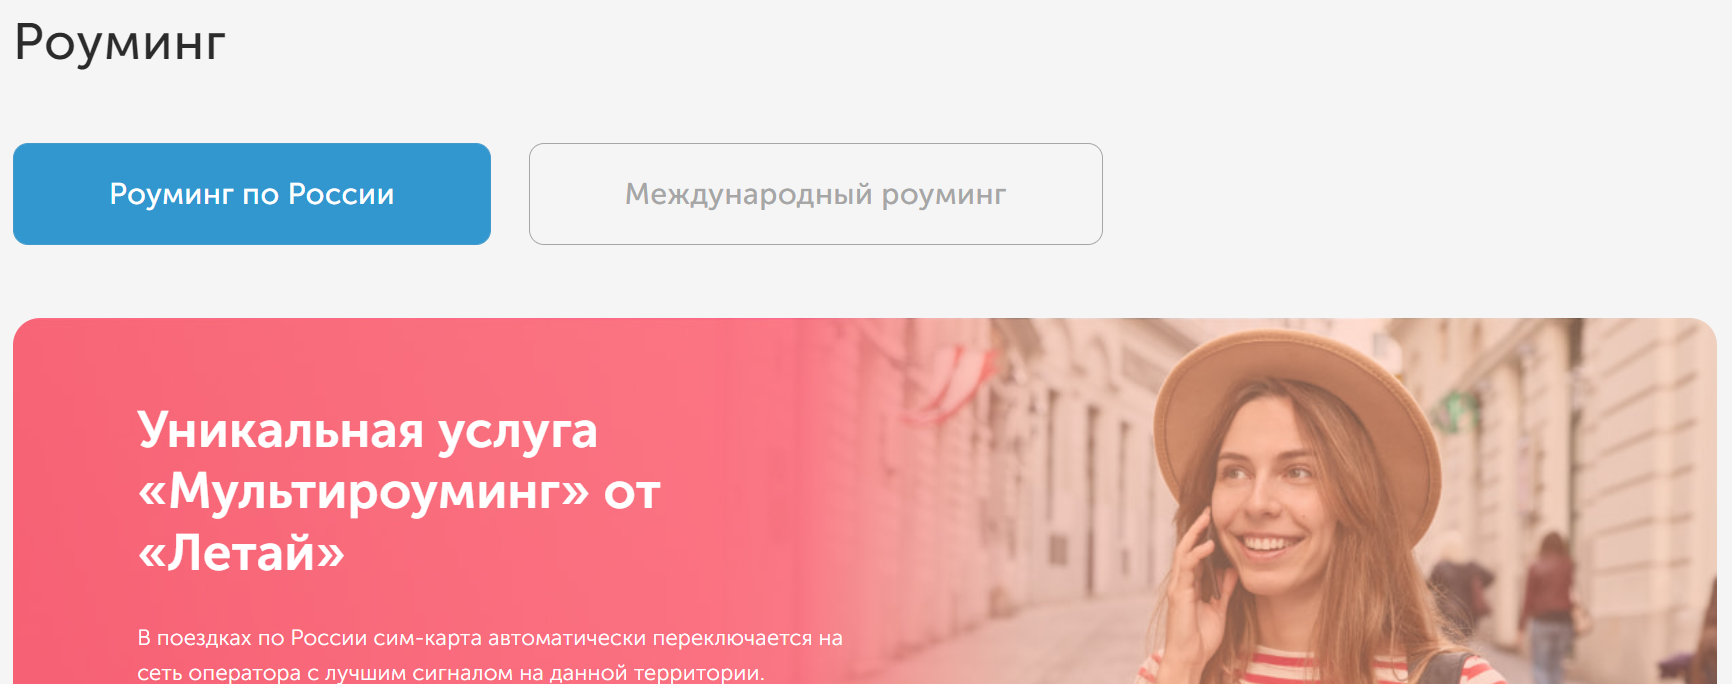 Роуминг
Роуминг по России
Международный роуминг
Уникальная услуга
«Мультироуминг» от
«Летай»
В поездках по России сим-карта автоматически переключается на
сеть оператора с лучшим сигналом на данной территории.